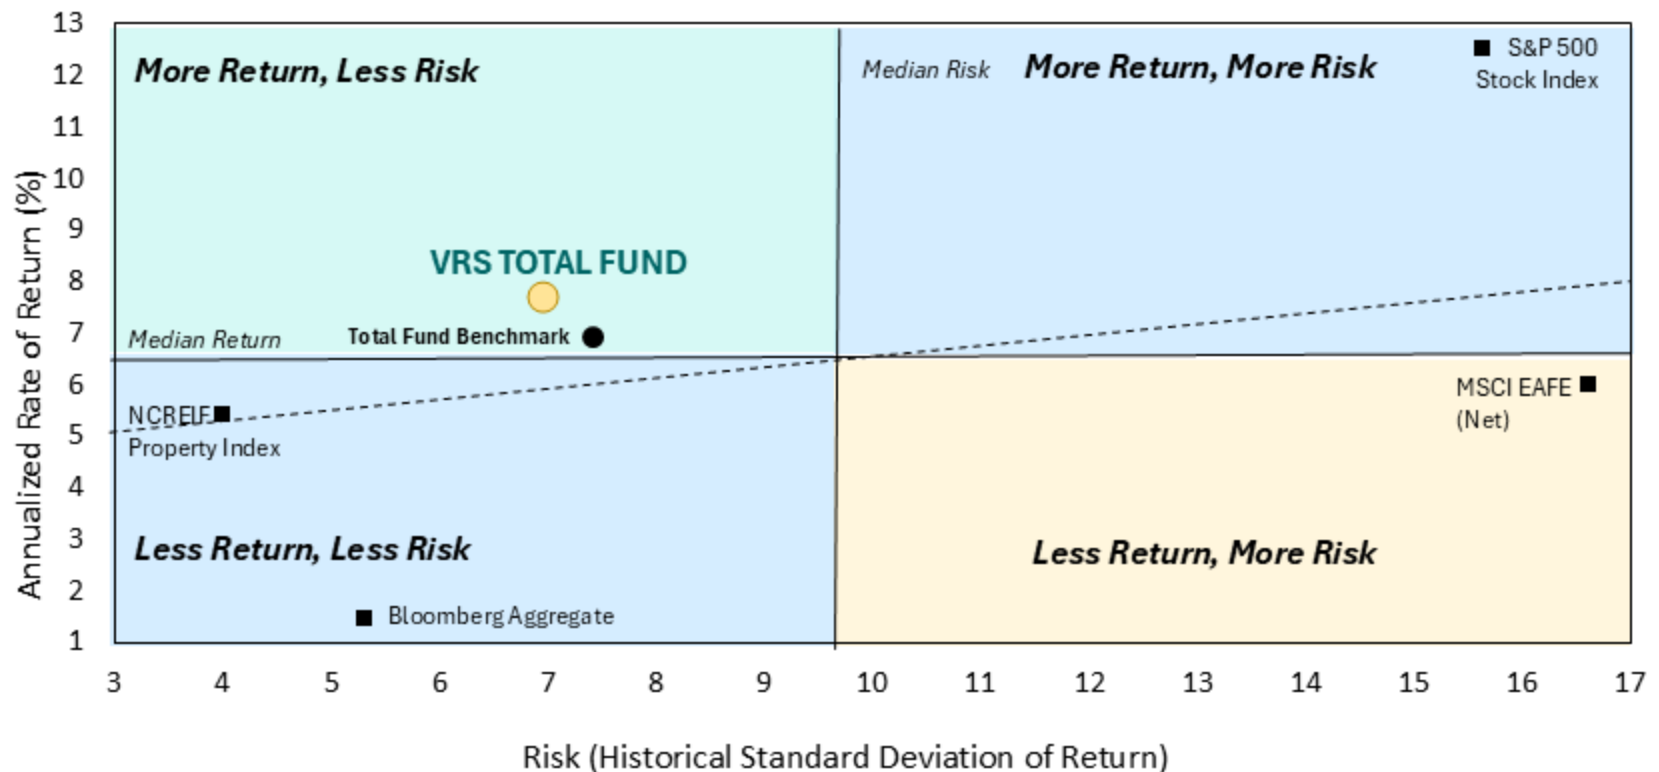 13
12
11
10
9
8
7
6
5
4
3
2
1
Annualized Rate of Return (%)
More Return, Less Risk
Median Risk
More Return, More Risk
S&P 500
Stock Index
VRS TOTAL FUND
Median Return
Total Fund Benchmark
NCREIF
Property Index
MSCI EAFE
(Net)
Less Return, Less Risk
Less Return, More Risk
Bloomberg Aggregate
3 4 5 6 7 8 9 10 11 12 13 14 15 16 17
Risk (Historical Standard Deviation of Return)